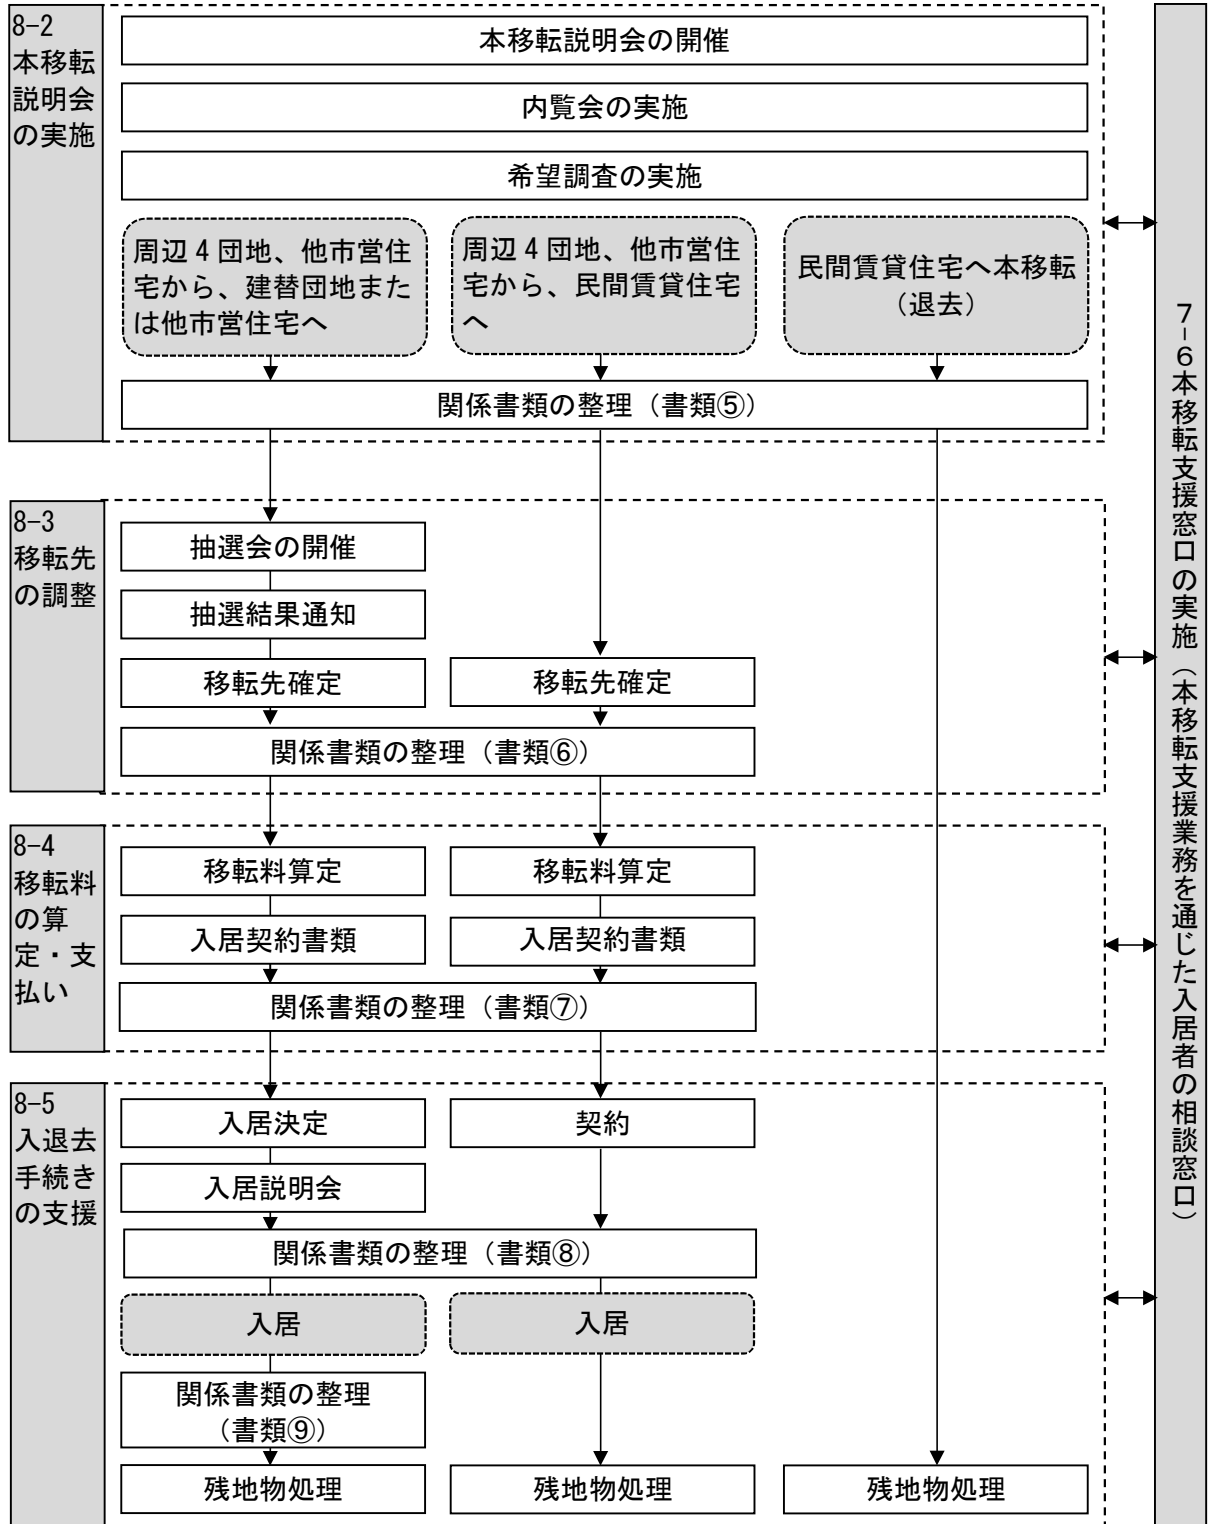 8-2
本移転
説明会
の実施
本移転説明会の開催
内覧会の実施
希望調査の実施
周辺4団地、他市営住
宅から、建替団地また
は他市営住宅へ
周辺4団地、他市営住
宅から、民間賃貸住宅
へ
民間賃貸住宅へ本移転
（退去）
関係書類の整理（書類⑤）
8-3
移転先
の調整
抽選会の開催
抽選結果通知
移転先確定
移転先確定
関係書類の整理（書類⑥）
8-4
移転料
の算
定・支
払い
移転料算定
移転料算定
入居契約書類
入居契約書類
関係書類の整理（書類⑦）
8-5
入退去
手続き
の支援
入居決定
契約
入居説明会
関係書類の整理（書類⑧）
入居
入居
関係書類の整理
（書類⑨）
残地物処理
残地物処理
残地物処理
7-6本移転支援窓口の実施（本移転支援業務を通じた入居者の相談窓口）